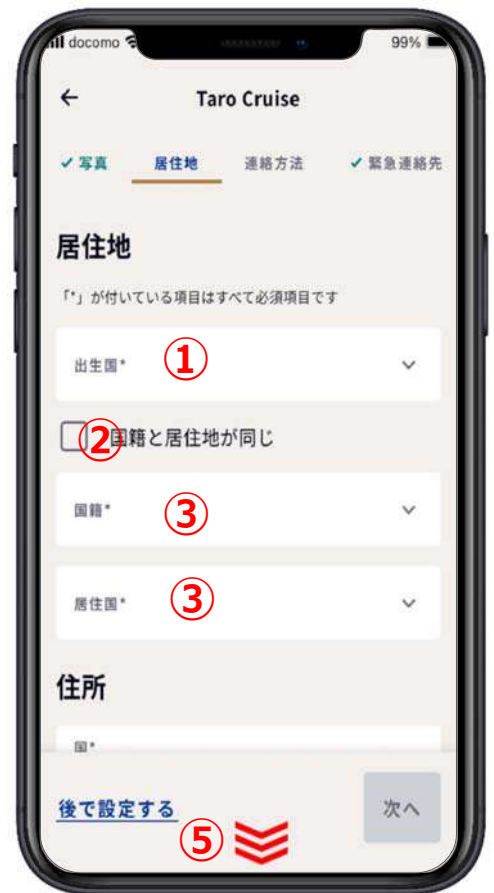 docomo 99%
← Taro Cruise
✓ 写真 居住地 連絡方法 ✓ 緊急連絡先
居住地
「*」が付いている項目はすべて必須項目です
出生国* ①
② 国籍と居住地が同じ
国籍* ③
居住国* ③
住所
国*
後で設定する 次へ
⑤